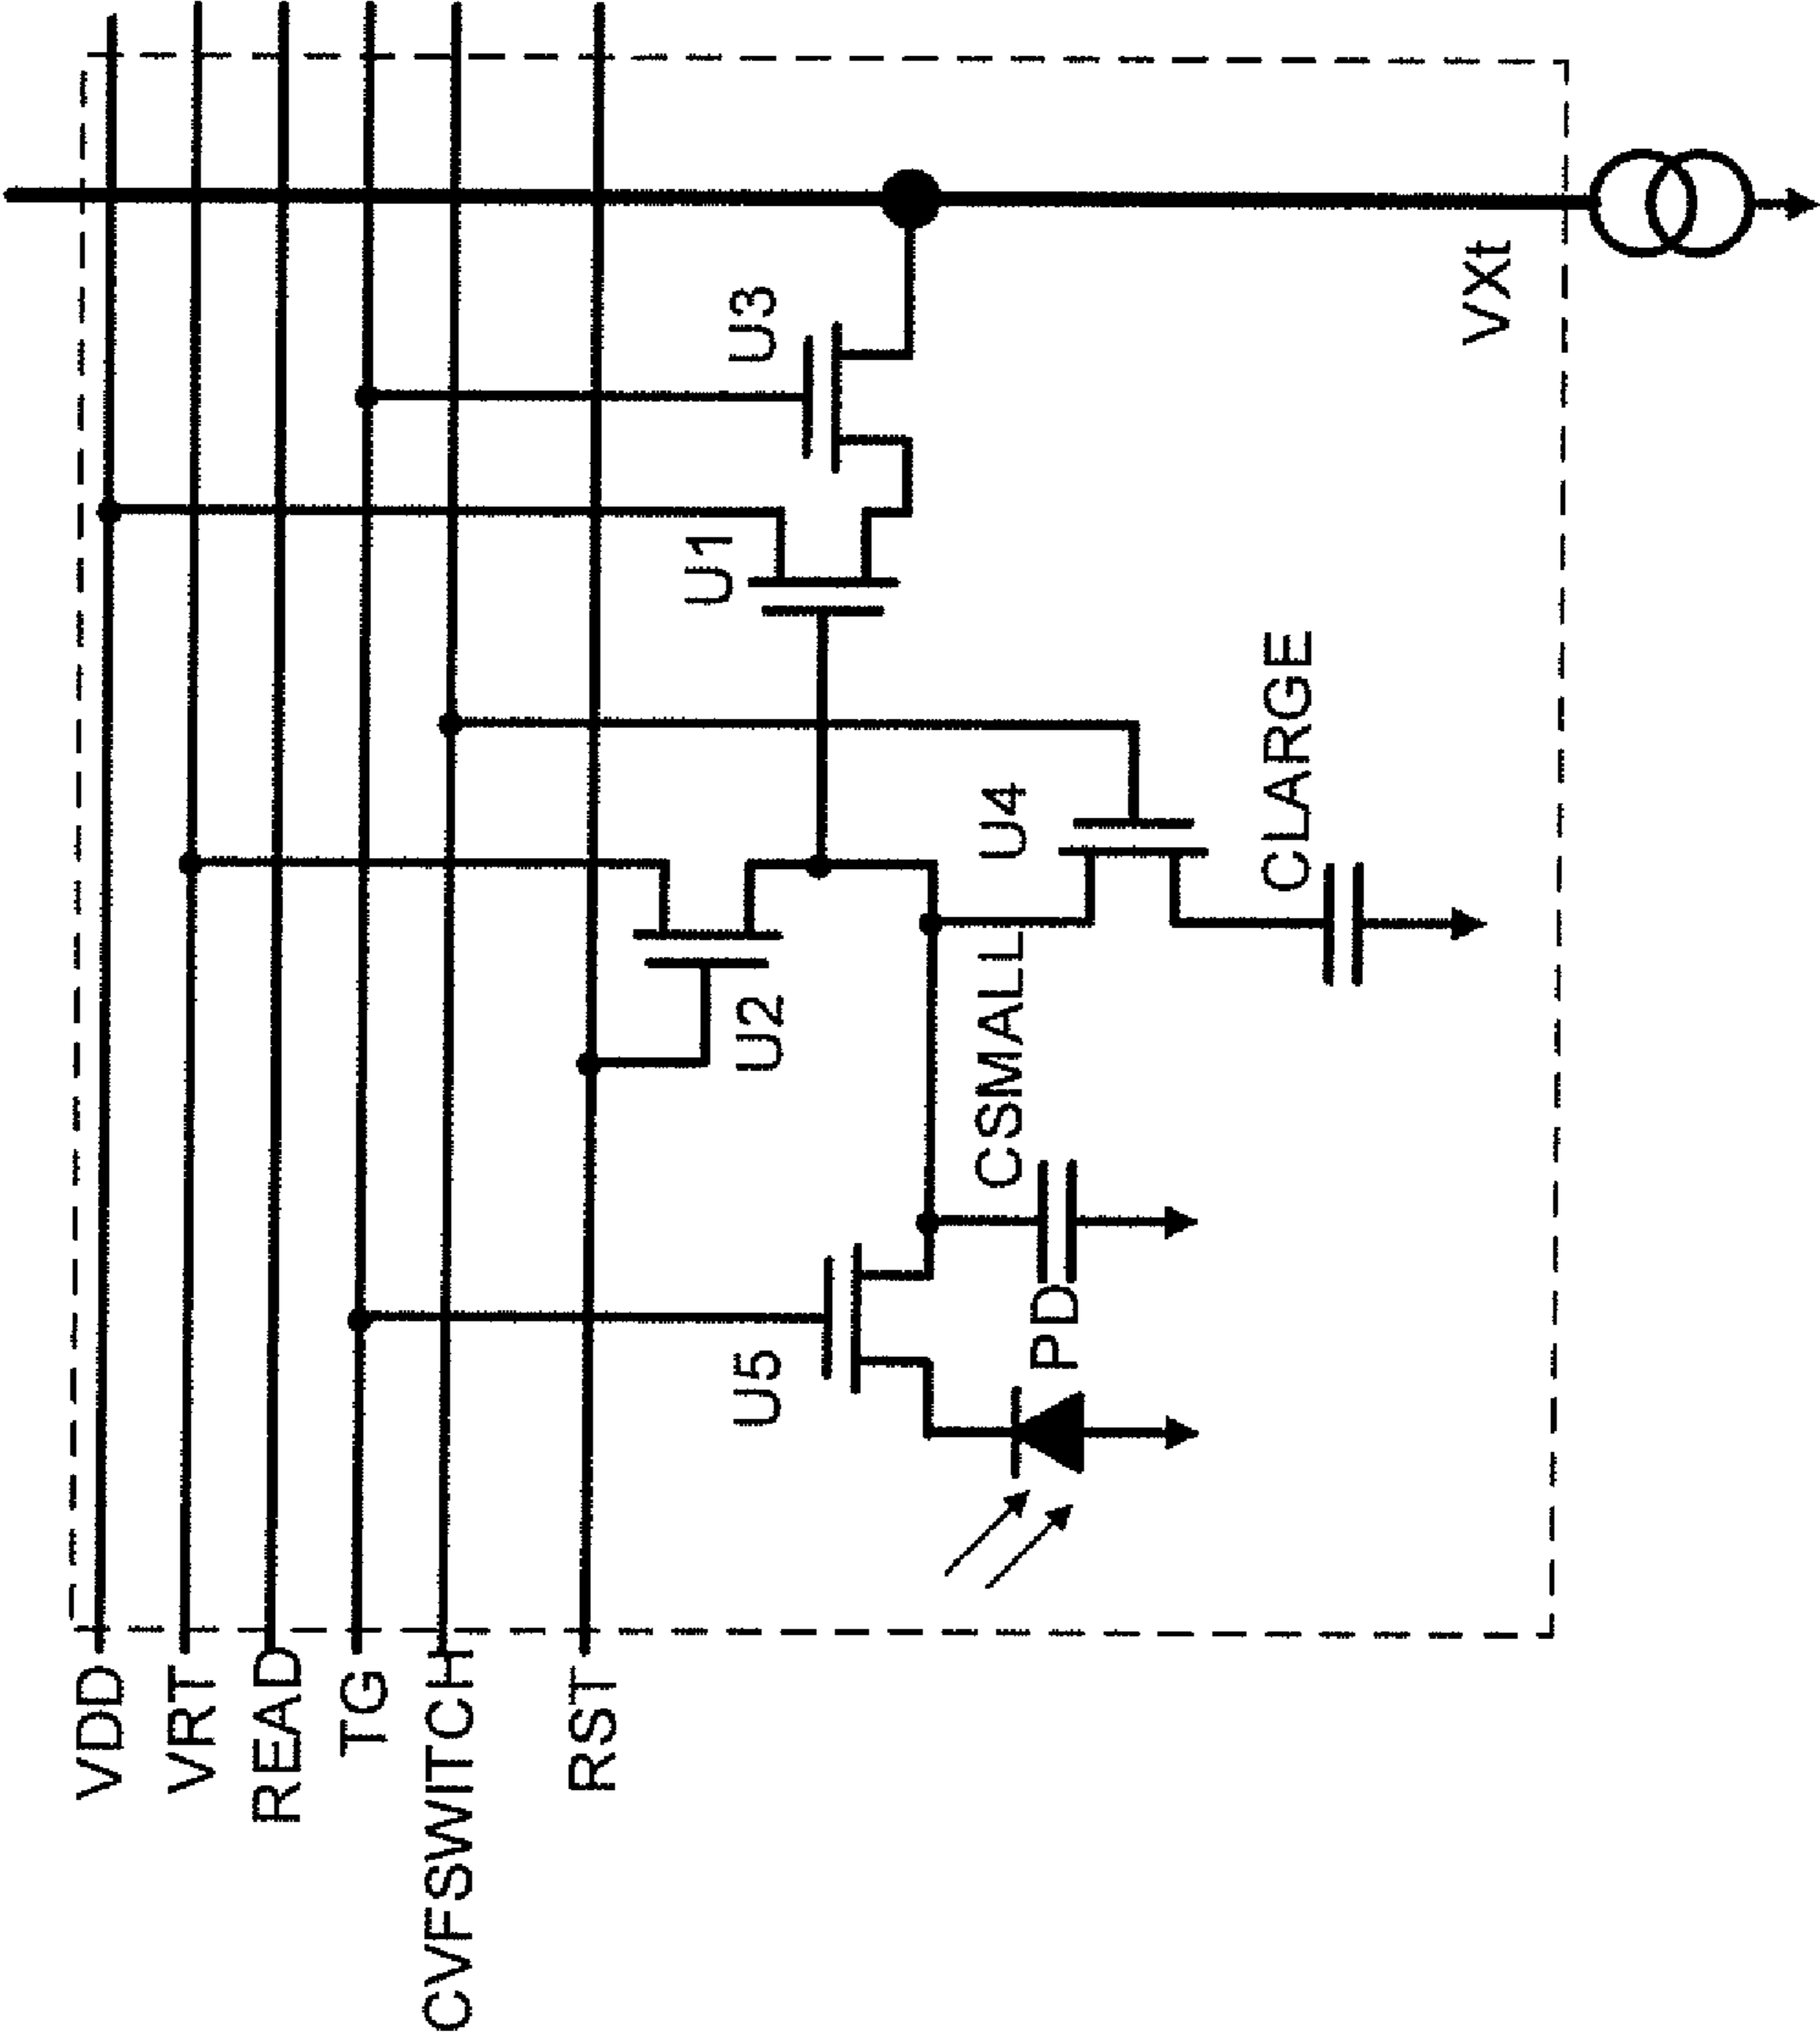 VDD
VRT
READ
TG
CVFSWITCH
RST
U5
PD
CSMALL
U2
U4
CLARGE
U1
U3
VXt